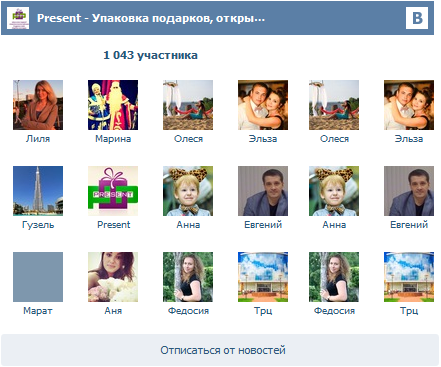 Present - Упаковка подарков, откры...
B
1 043 участника
Лиля Марина Олеся Эльза Олеся Эльза
PRESENT
Гузель Present Анна Евгений Анна Евгений
Марат Аня Федосия Трц Федосия Трц
Отписаться от новостей